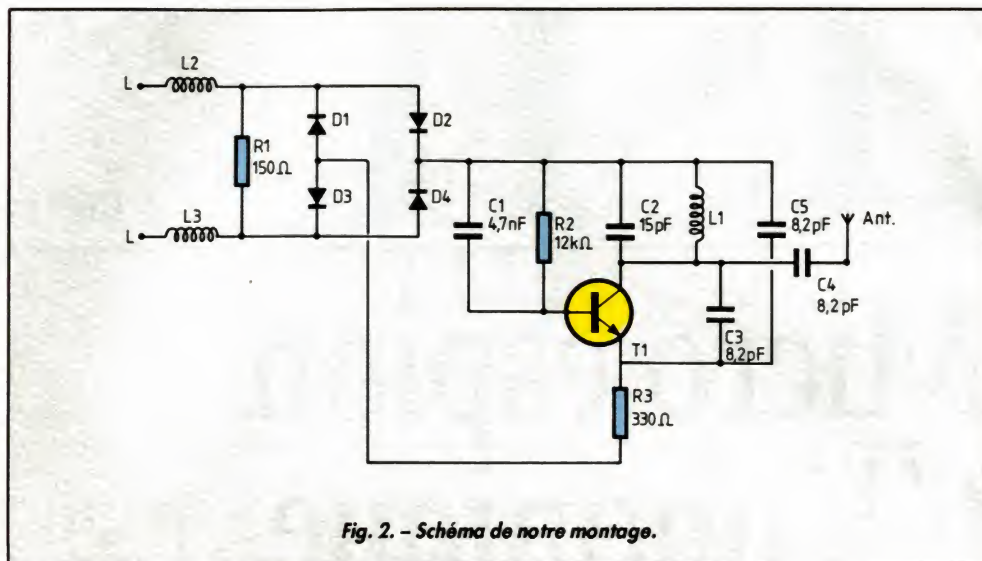 L2
L
R1
150Ω
D1
D2
D3
D4
L3
L
C1
4,7nF
R2
12kΩ
C2
15pF
L1
C5
8,2pF
Ant.
C4
8,2pF
C3
8,2pF
T1
R3
330Ω
Fig. 2. – Schéma de notre montage.